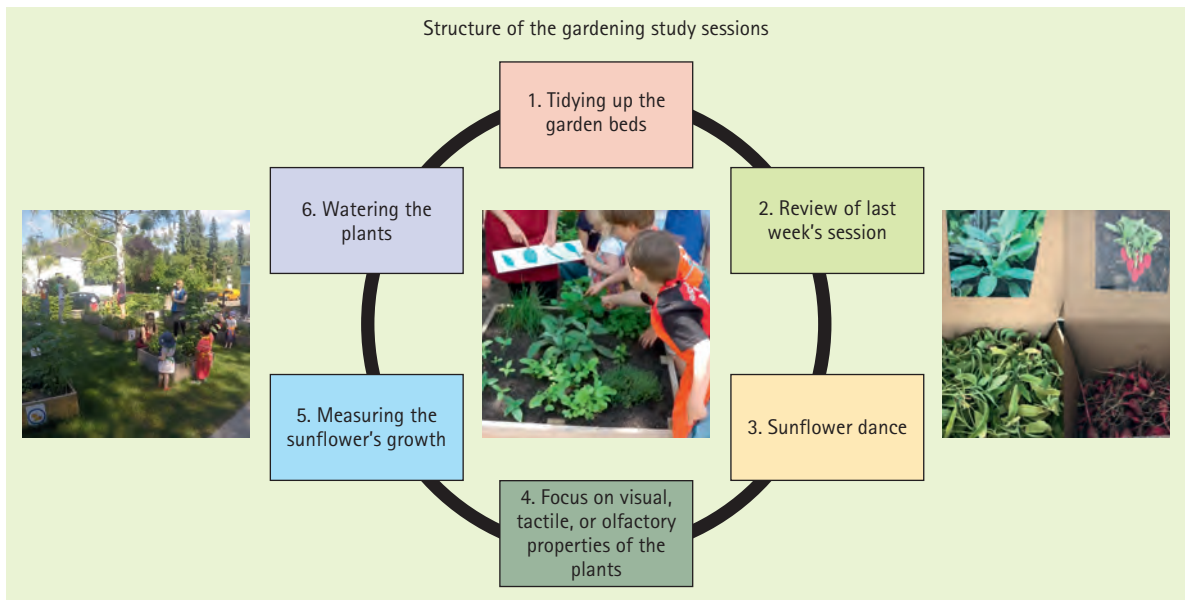 Structure of the gardening study sessions
1. Tidying up the
garden beds
2. Review of last
week's session
3. Sunflower dance
4. Focus on visual,
tactile, or olfactory
properties of the
plants
5. Measuring the
sunflower's growth
6. Watering the
plants